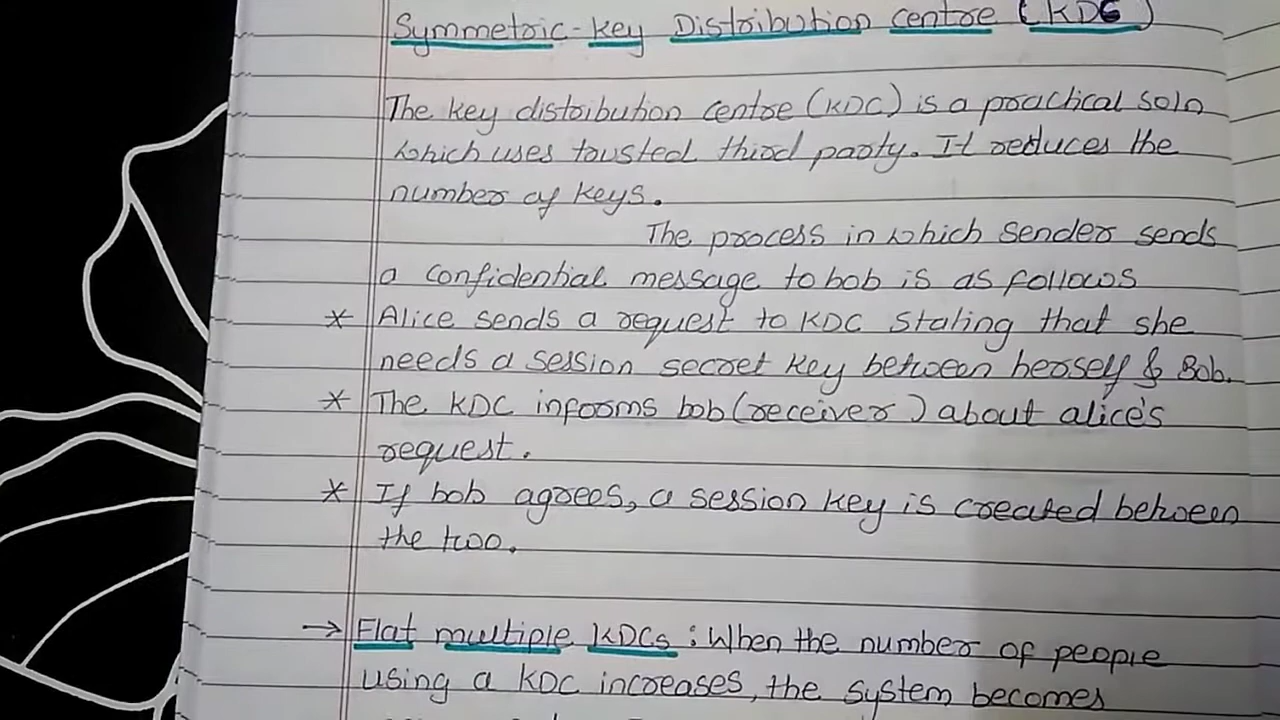 Symmetric-key Distribution centre (KDC)
The key distribution centre (KDC) is a practical soln
which uses trusted third party. It reduces the
number of keys.
The process in which sender sends
a confidential message to bob is as follows
* Alice sends a request to KDC stating that she
needs a session secret key between herself & Bob.
* The KDC informs bob (receiver) about alice's
request.
* If bob agrees, a session key is created between
the two.
→ Flat multiple KDCs : When the number of people
using a KDC increases, the system becomes